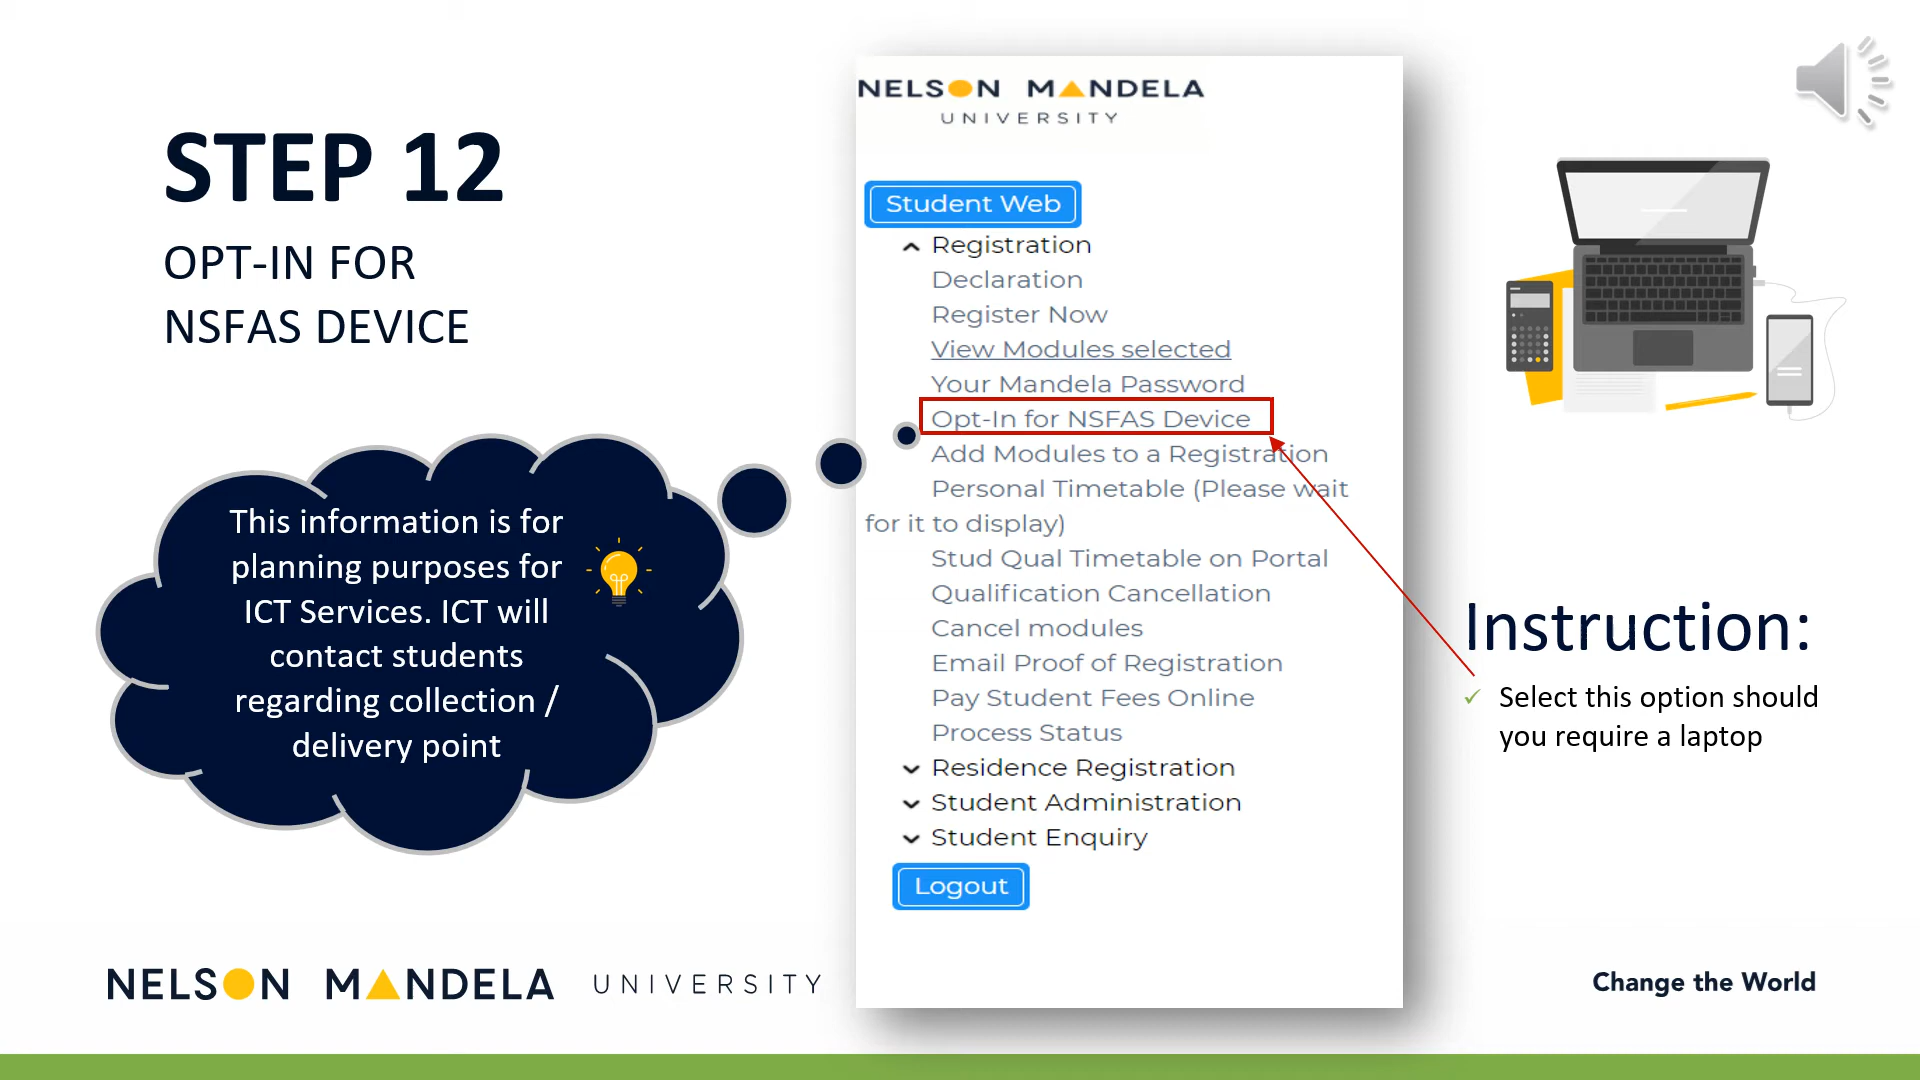 STEP 12
OPT-IN FOR
NSFAS DEVICE
This information is for
planning purposes for
ICT Services. ICT will
contact students
regarding collection /
delivery point
NELSON MANDELA
UNIVERSITY
Student Web
Registration
Declaration
Register Now
View Modules selected
Your Mandela Password
Opt-In for NSFAS Device
Add Modules to a Registration
Personal Timetable (Please wait
for it to display)
Stud Qual Timetable on Portal
Qualification Cancellation
Cancel modules
Email Proof of Registration
Pay Student Fees Online
Process Status
Residence Registration
Student Administration
Student Enquiry
Logout
Instruction:
✓ Select this option should
you require a laptop
NELSON MANDELA UNIVERSITY
Change the World